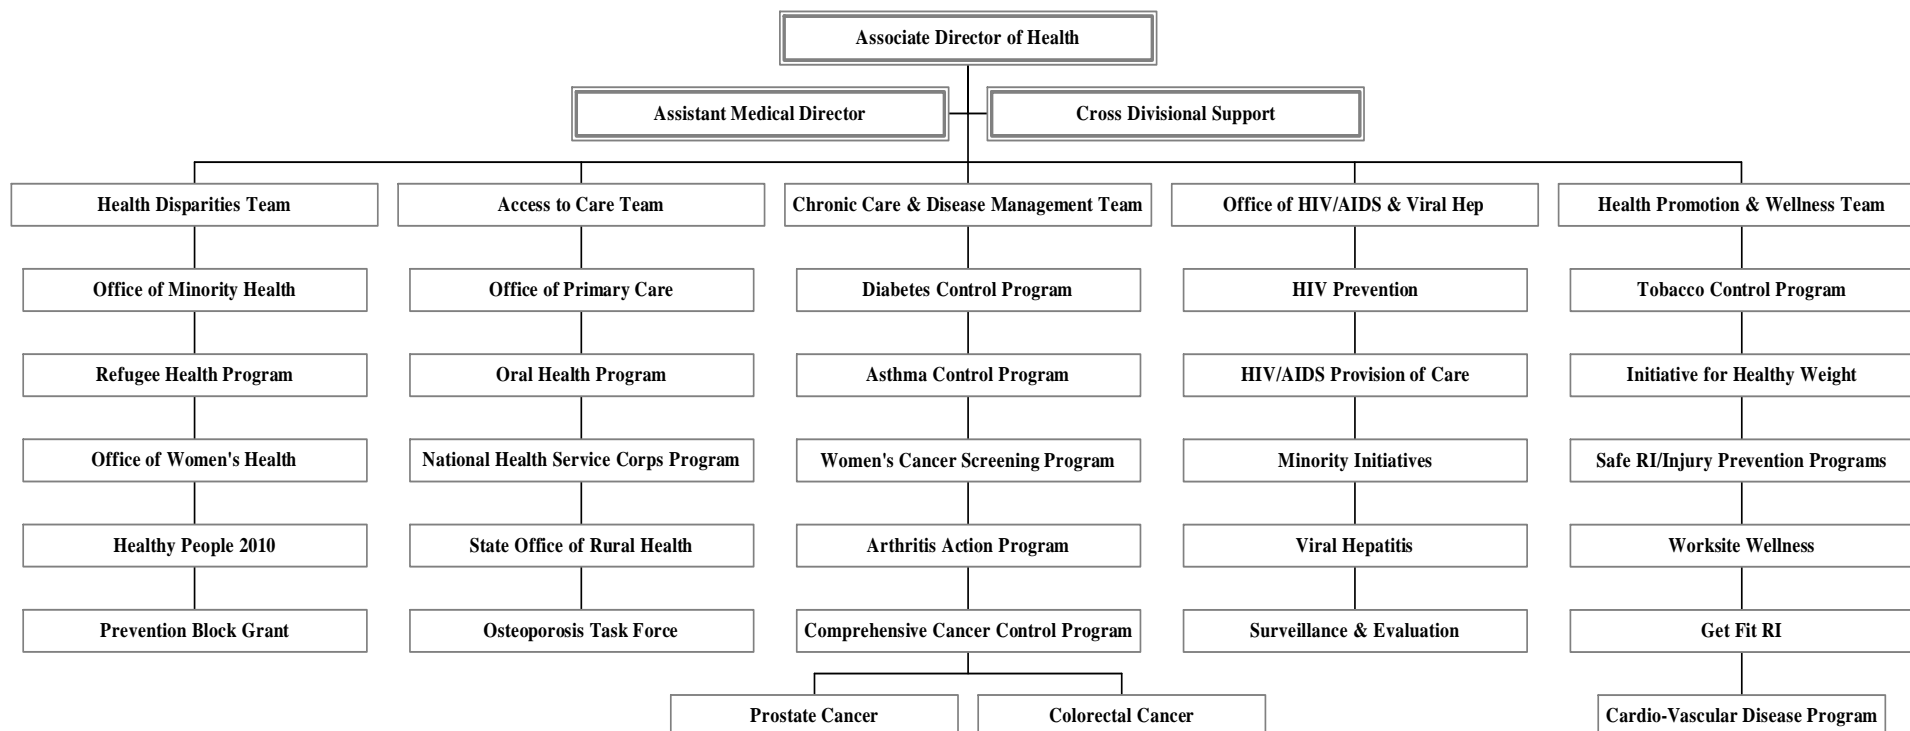 Associate Director of Health
Assistant Medical Director
Cross Divisional Support
Health Disparities Team
Access to Care Team
Chronic Care & Disease Management Team
Office of HIV/AIDS & Viral Hep
Health Promotion & Wellness Team
Office of Minority Health
Office of Primary Care
Diabetes Control Program
HIV Prevention
Tobacco Control Program
Refugee Health Program
Oral Health Program
Asthma Control Program
HIV/AIDS Provision of Care
Initiative for Healthy Weight
Office of Women's Health
National Health Service Corps Program
Women's Cancer Screening Program
Minority Initiatives
Safe RI/Injury Prevention Programs
Healthy People 2010
State Office of Rural Health
Arthritis Action Program
Viral Hepatitis
Worksite Wellness
Prevention Block Grant
Osteoporosis Task Force
Comprehensive Cancer Control Program
Surveillance & Evaluation
Get Fit RI
Prostate Cancer
Colorectal Cancer
Cardio-Vascular Disease Program